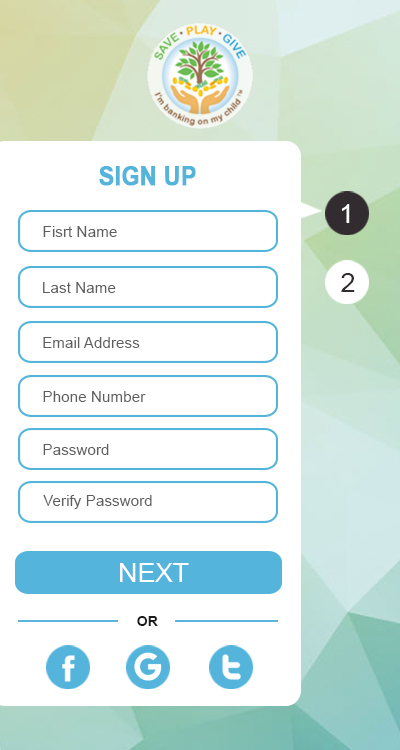 SAVE • PLAY • GIVE
I'm banking on my child™
SIGN UP
Fisrt Name
1
Last Name
2
Email Address
Phone Number
Password
Verify Password
NEXT
OR